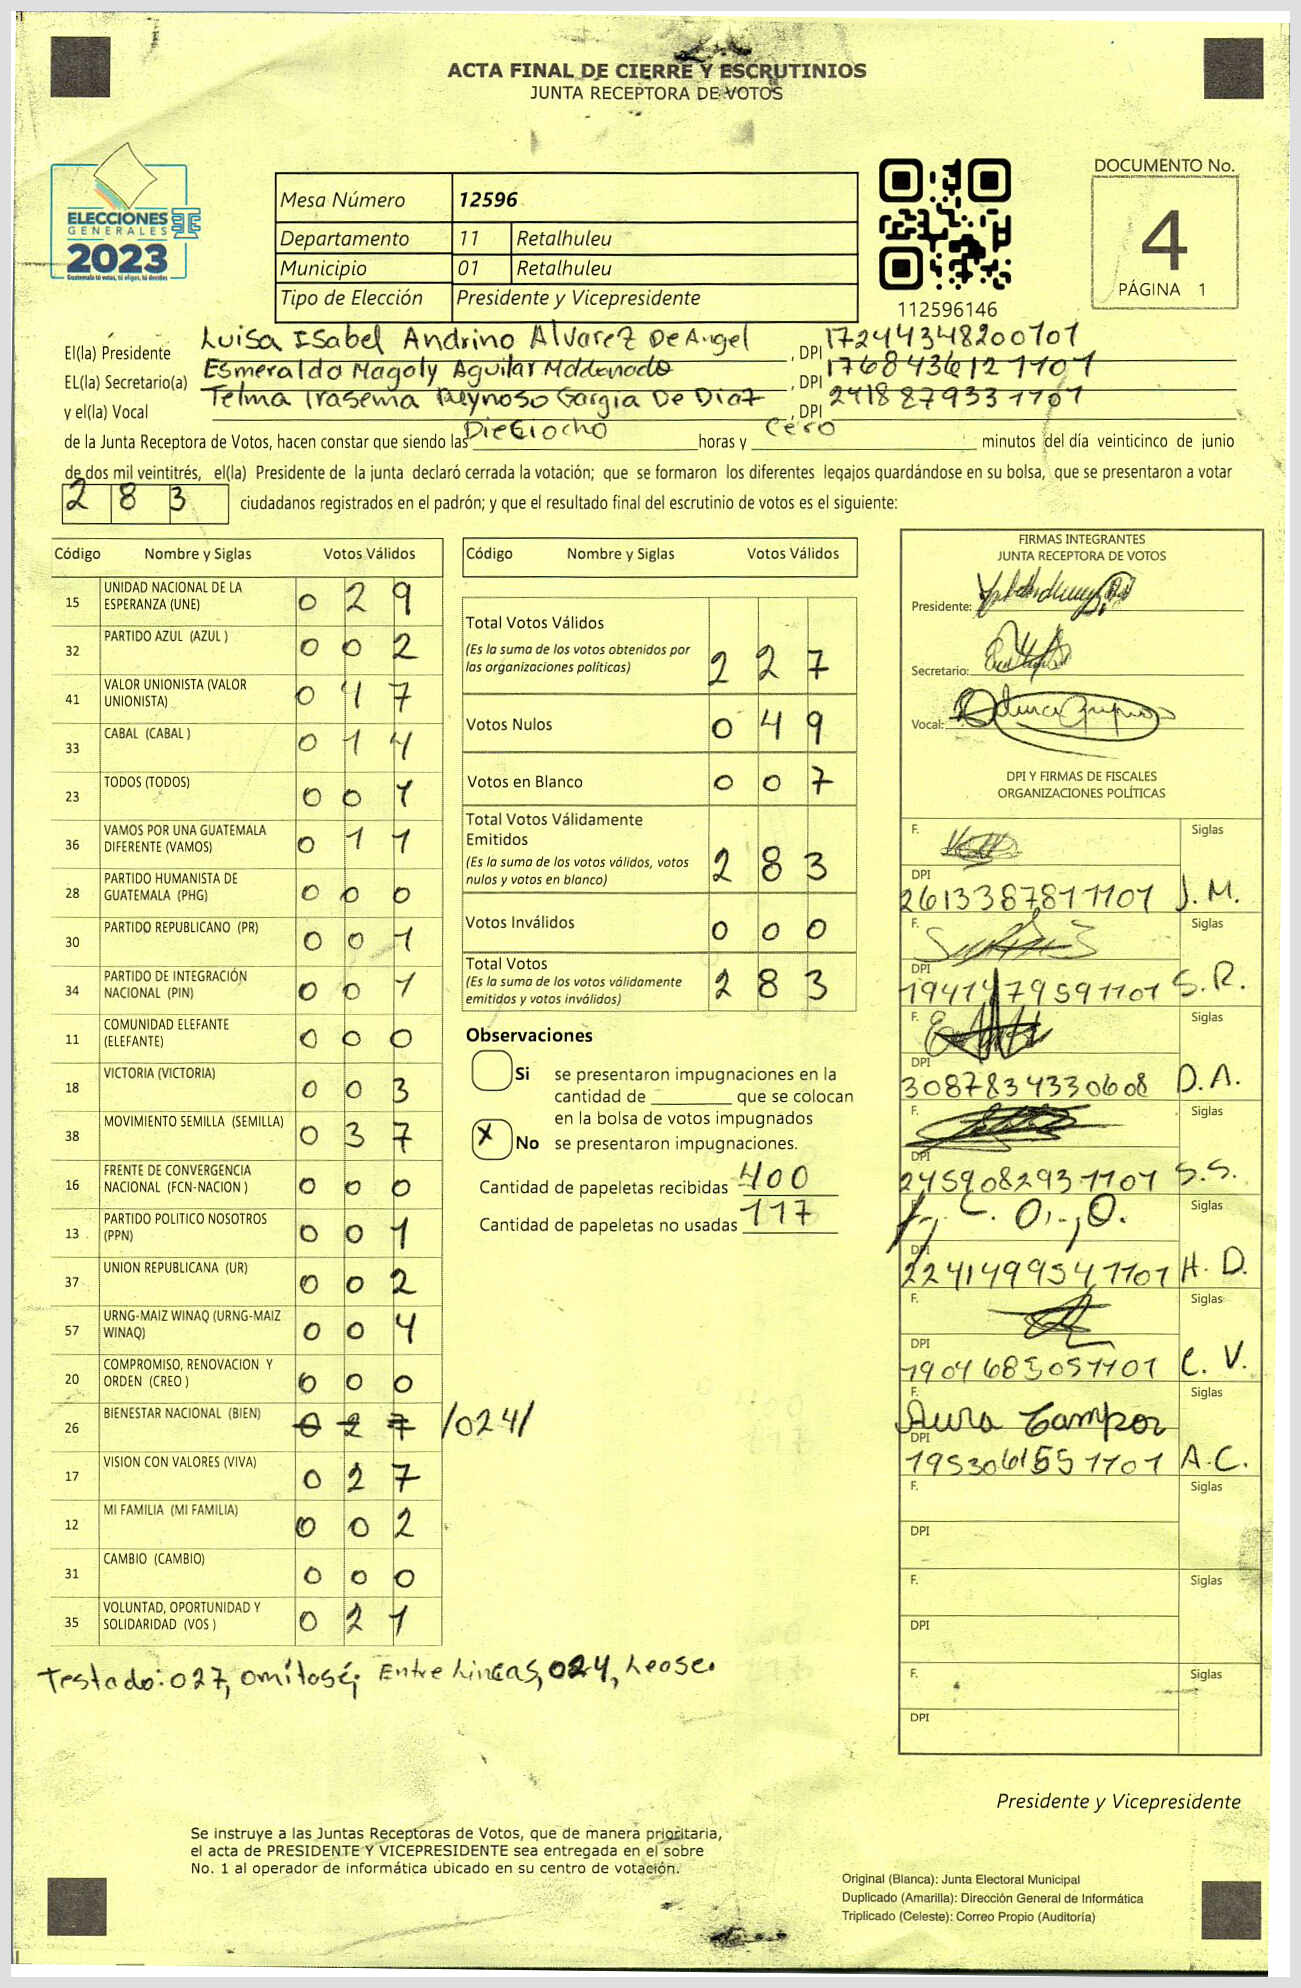 ACTA FINAL DE CIERRE Y ESCRUTINIOS
JUNTA RECEPTORA DE VOTOS
ELECCIONES
GENERALES
2023
Guatemala tú votas, tú eliges, tú decides
Mesa Número 12596
Departamento 11 Retalhuleu
Municipio 01 Retalhuleu
Tipo de Elección Presidente y Vicepresidente
112596146
DOCUMENTO No.
4
PÁGINA 1
El(la) Presidente Luisa Isabel Andrino Alvarez De Angel, DPI 17244348200101
EL(la) Secretario(a) Esmeralda Magoly Aguilar Maldonado, DPI 1768436121101
y el(la) Vocal Telma Irasema Reynoso Garcia De Diaz, DPI 2418879331101
de la Junta Receptora de Votos, hacen constar que siendo las Dieciocho horas y Cero minutos del día veinticinco de junio
de dos mil veintitrés, el(la) Presidente de la junta declaró cerrada la votación; que se formaron los diferentes legajos guardándose en su bolsa, que se presentaron a votar
283 ciudadanos registrados en el padrón; y que el resultado final del escrutinio de votos es el siguiente:
Código Nombre y Siglas Votos Válidos
15 UNIDAD NACIONAL DE LA ESPERANZA (UNE) 0 2 9
32 PARTIDO AZUL (AZUL ) 0 0 2
41 VALOR UNIONISTA (VALOR UNIONISTA) 0 4 7
33 CABAL (CABAL ) 0 1 4
23 TODOS (TODOS) 0 0 1
36 VAMOS POR UNA GUATEMALA DIFERENTE (VAMOS) 0 1 1
28 PARTIDO HUMANISTA DE GUATEMALA (PHG) 0 0 0
30 PARTIDO REPUBLICANO (PR) 0 0 1
34 PARTIDO DE INTEGRACIÓN NACIONAL (PIN) 0 0 1
11 COMUNIDAD ELEFANTE (ELEFANTE) 0 0 0
18 VICTORIA (VICTORIA) 0 0 3
38 MOVIMIENTO SEMILLA (SEMILLA) 0 3 7
16 FRENTE DE CONVERGENCIA NACIONAL (FCN-NACION ) 0 0 0
13 PARTIDO POLITICO NOSOTROS (PPN) 0 0 1
37 UNION REPUBLICANA (UR) 0 0 2
57 URNG-MAIZ WINAQ (URNG-MAIZ WINAQ) 0 0 4
20 COMPROMISO, RENOVACION Y ORDEN (CREO ) 0 0 0
26 BIENESTAR NACIONAL (BIEN) 0 2 7 /024/
17 VISION CON VALORES (VIVA) 0 2 7
12 MI FAMILIA (MI FAMILIA) 0 0 2
31 CAMBIO (CAMBIO) 0 0 0
35 VOLUNTAD, OPORTUNIDAD Y SOLIDARIDAD (VOS ) 0 2 1
Código Nombre y Siglas Votos Válidos
Total Votos Válidos 2 2 7
(Es la suma de los votos obtenidos por
las organizaciones políticas)
Votos Nulos 0 4 9
Votos en Blanco 0 0 7
Total Votos Válidamente
Emitidos 2 8 3
(Es la suma de los votos válidos, votos
nulos y votos en blanco)
Votos Inválidos 0 0 0
Total Votos 2 8 3
(Es la suma de los votos válidamente
emitidos y votos inválidos)
Observaciones
Si se presentaron impugnaciones en la
cantidad de ________ que se colocan
en la bolsa de votos impugnados
X No se presentaron impugnaciones.
Cantidad de papeletas recibidas 400
Cantidad de papeletas no usadas 117
FIRMAS INTEGRANTES
JUNTA RECEPTORA DE VOTOS
Presidente:
Secretario:
Vocal:
DPI Y FIRMAS DE FISCALES
ORGANIZACIONES POLÍTICAS
F. Siglas
DPI
2613387811101 J.M.
F. Siglas
DPI
1941479591101 S.R.
F. Siglas
DPI
3087834330608 D.A.
F. Siglas
DPI
2459082931101 S.S.
F. Siglas
DPI
2241499541101 H.D.
F. Siglas
DPI
1904685051101 C.V.
F. Aura Campor Siglas
DPI
1953061551101 A.C.
F. Siglas
DPI
F. Siglas
DPI
F. Siglas
DPI
Testado: 027, omítasé; Entre Lineas, 024, Lease.
Presidente y Vicepresidente
Se instruye a las Juntas Receptoras de Votos, que de manera prioritaria,
el acta de PRESIDENTE Y VICEPRESIDENTE sea entregada en el sobre
No. 1 al operador de informática ubicado en su centro de votación.
Original (Blanca): Junta Electoral Municipal
Duplicado (Amarilla): Dirección General de Informática
Triplicado (Celeste): Correo Propio (Auditoría)